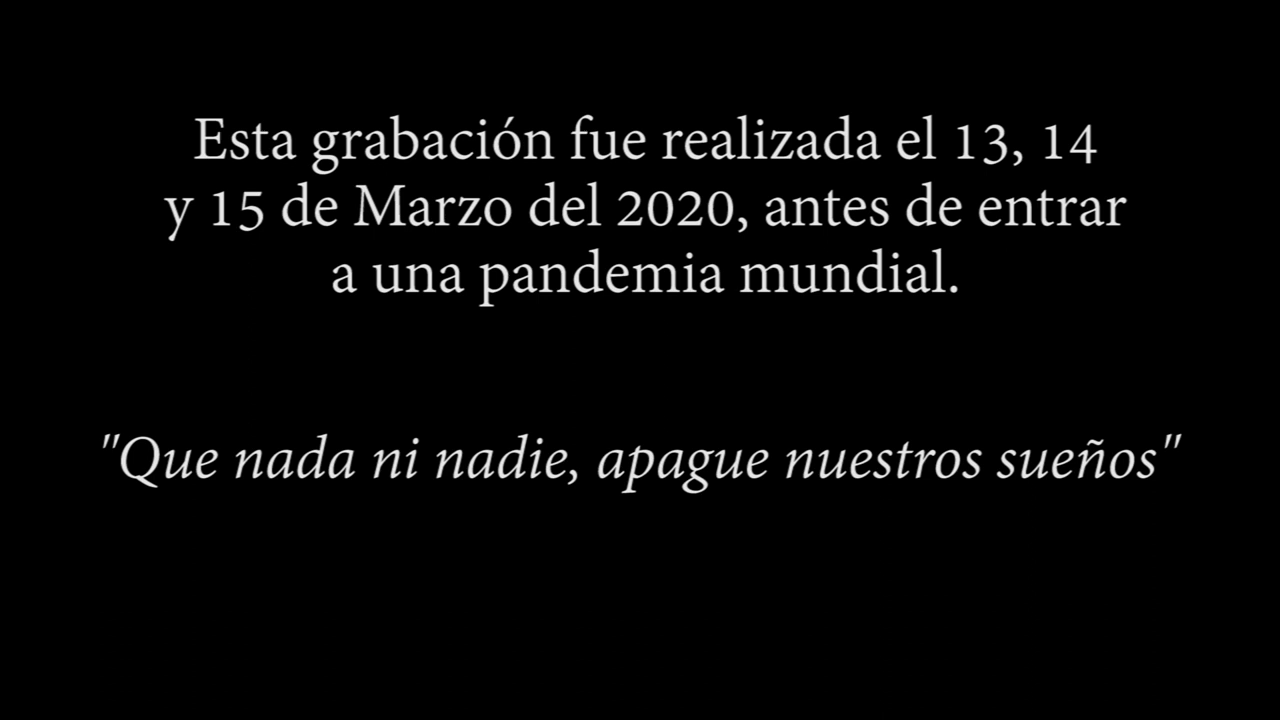 Esta grabación fue realizada el 13, 14
y 15 de Marzo del 2020, antes de entrar
a una pandemia mundial.
"Que nada ni nadie, apague nuestros sueños"